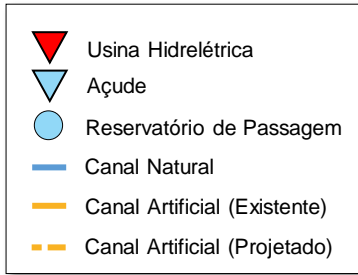 Usina Hidrelétrica
Açude
Reservatório de Passagem
Canal Natural
Canal Artificial (Existente)
Canal Artificial (Projetado)